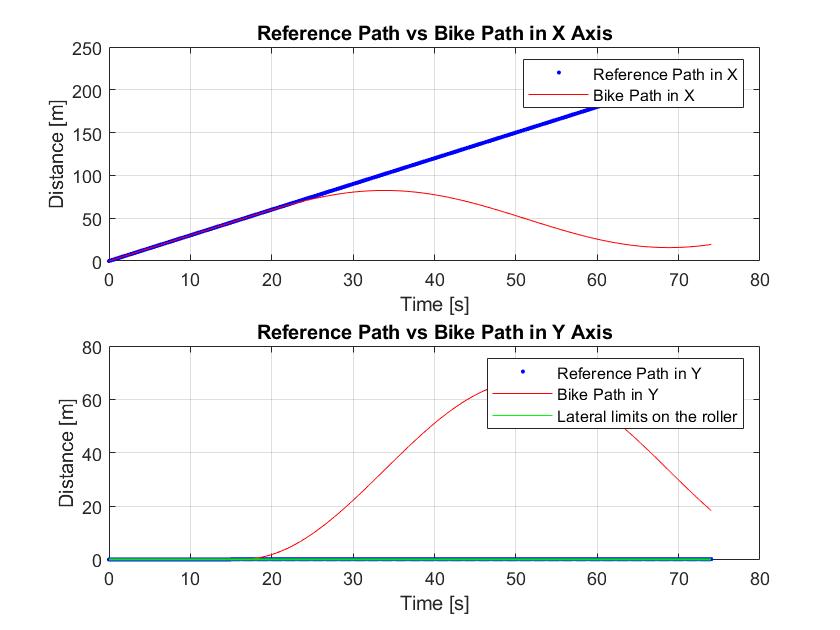 Reference Path vs Bike Path in X Axis
250
200
150
100
50
0
Distance [m]
Reference Path in X
Bike Path in X
0 10 20 30 40 50 60 70 80
Time [s]
Reference Path vs Bike Path in Y Axis
80
60
40
20
0
Distance [m]
Reference Path in Y
Bike Path in Y
Lateral limits on the roller
0 10 20 30 40 50 60 70 80
Time [s]